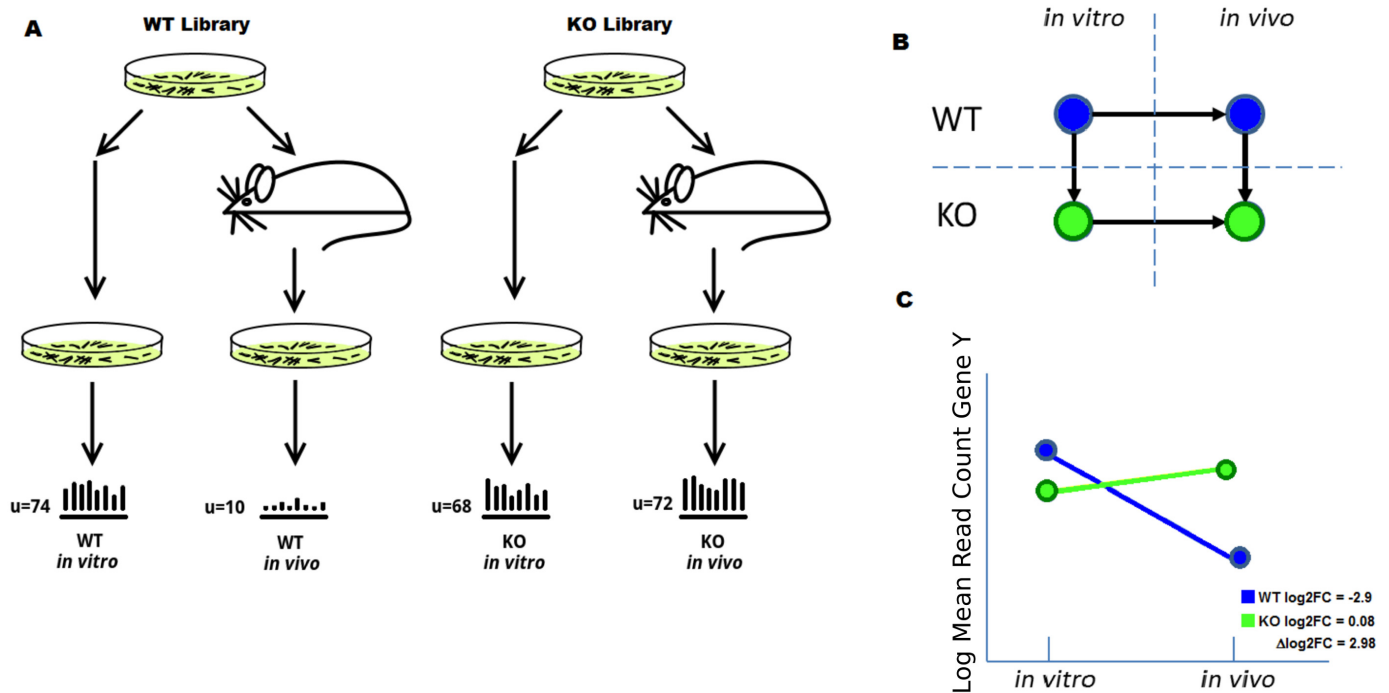 A
WT Library
KO Library
u=74
u=10
u=68
u=72
WT
in vitro
WT
in vivo
KO
in vitro
KO
in vivo
B
in vitro
in vivo
WT
KO
C
Log Mean Read Count Gene Y
WT log2FC = -2.9
KO log2FC = 0.08
Δlog2FC = 2.98
in vitro
in vivo